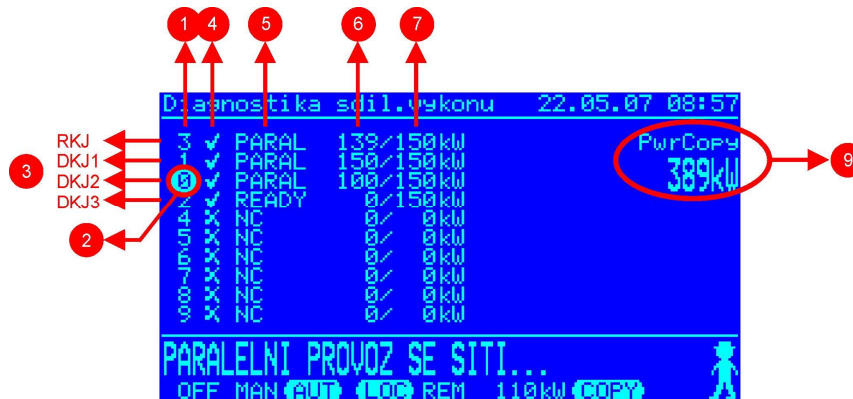 1 4 5 6 7
Diagnostika sdil.vykonu 22.05.07 08:57
RKJ 3 ✓ PARAL 139/150kW PwrCopy
DKJ1 1 ✓ PARAL 150/150kW 389kW 9
3 DKJ2 0 ✓ PARAL 100/150kW
DKJ3 2 ✓ READY 0/150kW
4 X NC 0/ 0kW
2 5 X NC 0/ 0kW
6 X NC 0/ 0kW
7 X NC 0/ 0kW
8 X NC 0/ 0kW
9 X NC 0/ 0kW
PARALELNI PROVOZ SE SITI...
OFF MAN AUT LOC REM 110kW COPY